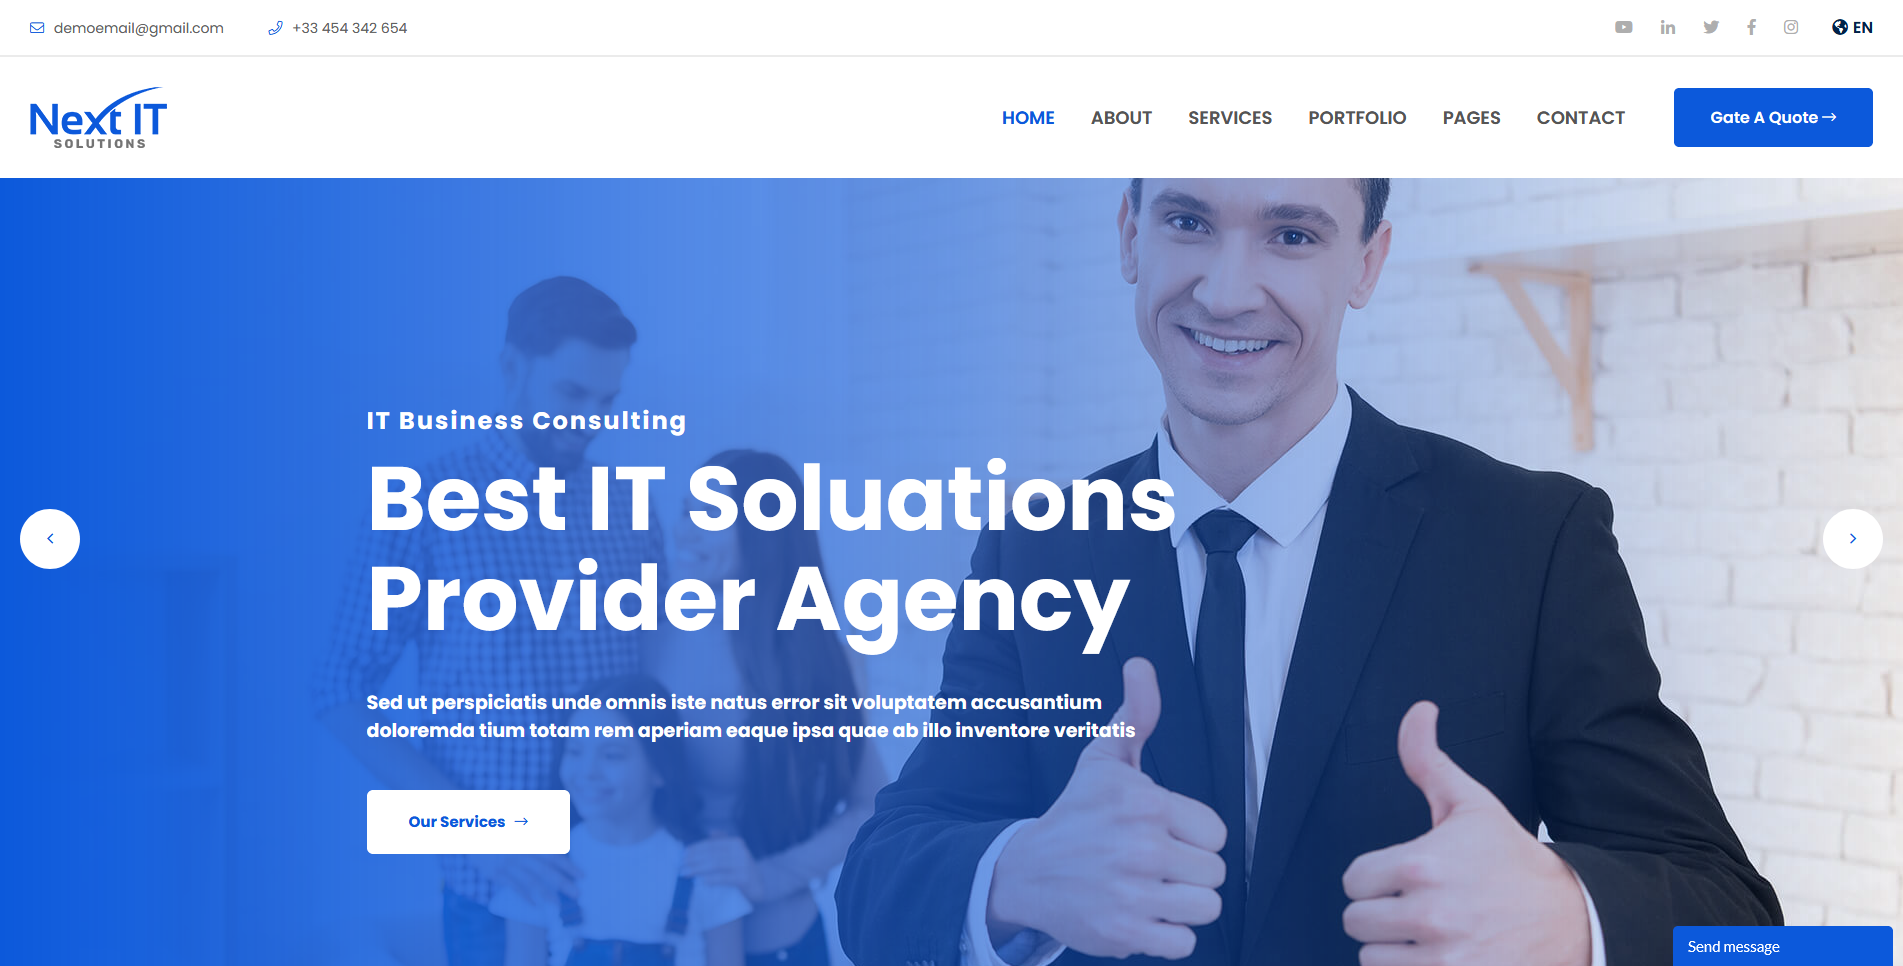 demoemail@gmail.com +33 454 342 654 EN
Next IT
SOLUTIONS
HOME ABOUT SERVICES PORTFOLIO PAGES CONTACT Gate A Quote →
IT Business Consulting
Best IT Soluations
Provider Agency
Sed ut perspiciatis unde omnis iste natus error sit voluptatem accusantium
doloremda tium totam rem aperiam eaque ipsa quae ab illo inventore veritatis
Our Services →
Send message